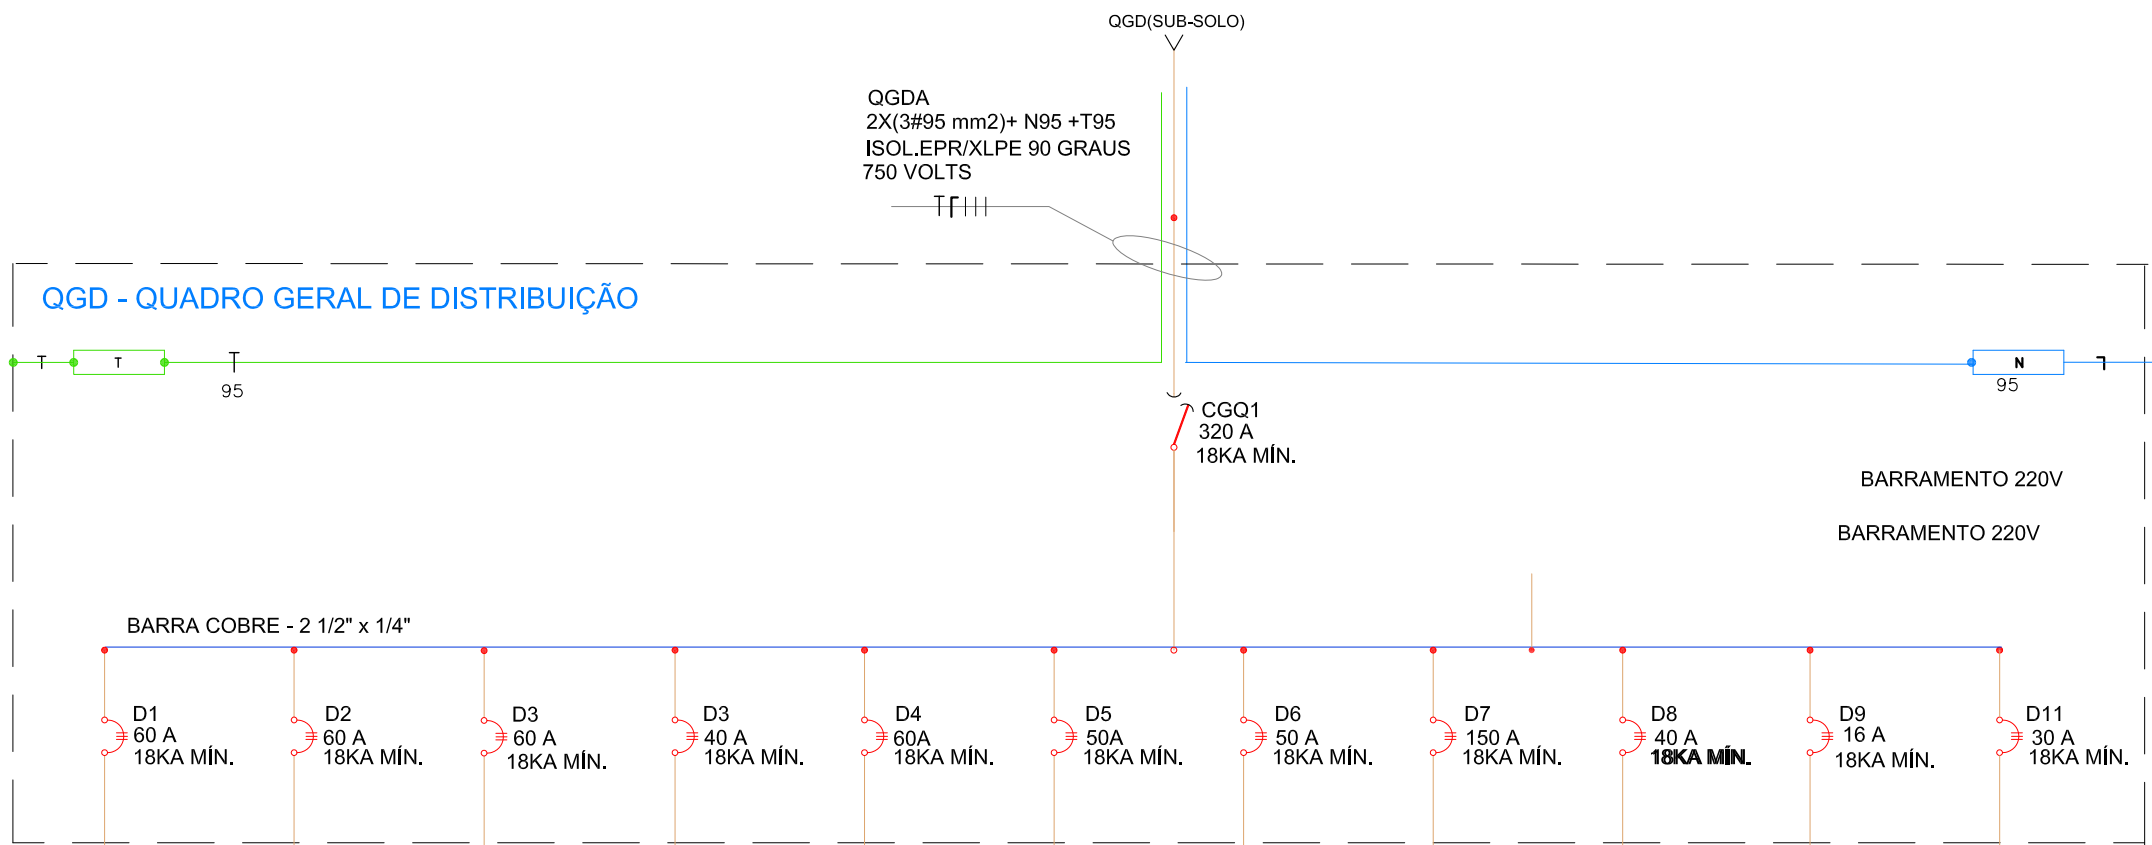 QGD(SUB-SOLO)
QGDA
2X(3#95 mm2)+ N95 +T95
ISOL.EPR/XLPE 90 GRAUS
750 VOLTS
QGD - QUADRO GERAL DE DISTRIBUIÇÃO
T
T
T
95
N
95
CGQ1
320 A
18KA MÍN.
BARRAMENTO 220V
BARRAMENTO 220V
BARRA COBRE - 2 1/2" x 1/4"
D1
60 A
18KA MÍN.
D2
60 A
18KA MÍN.
D3
60 A
18KA MÍN.
D3
40 A
18KA MÍN.
D4
60A
18KA MÍN.
D5
50A
18KA MÍN.
D6
50 A
18KA MÍN.
D7
150 A
18KA MÍN.
D8
40 A
18KA MÍN.
D9
16 A
18KA MÍN.
D11
30 A
18KA MÍN.